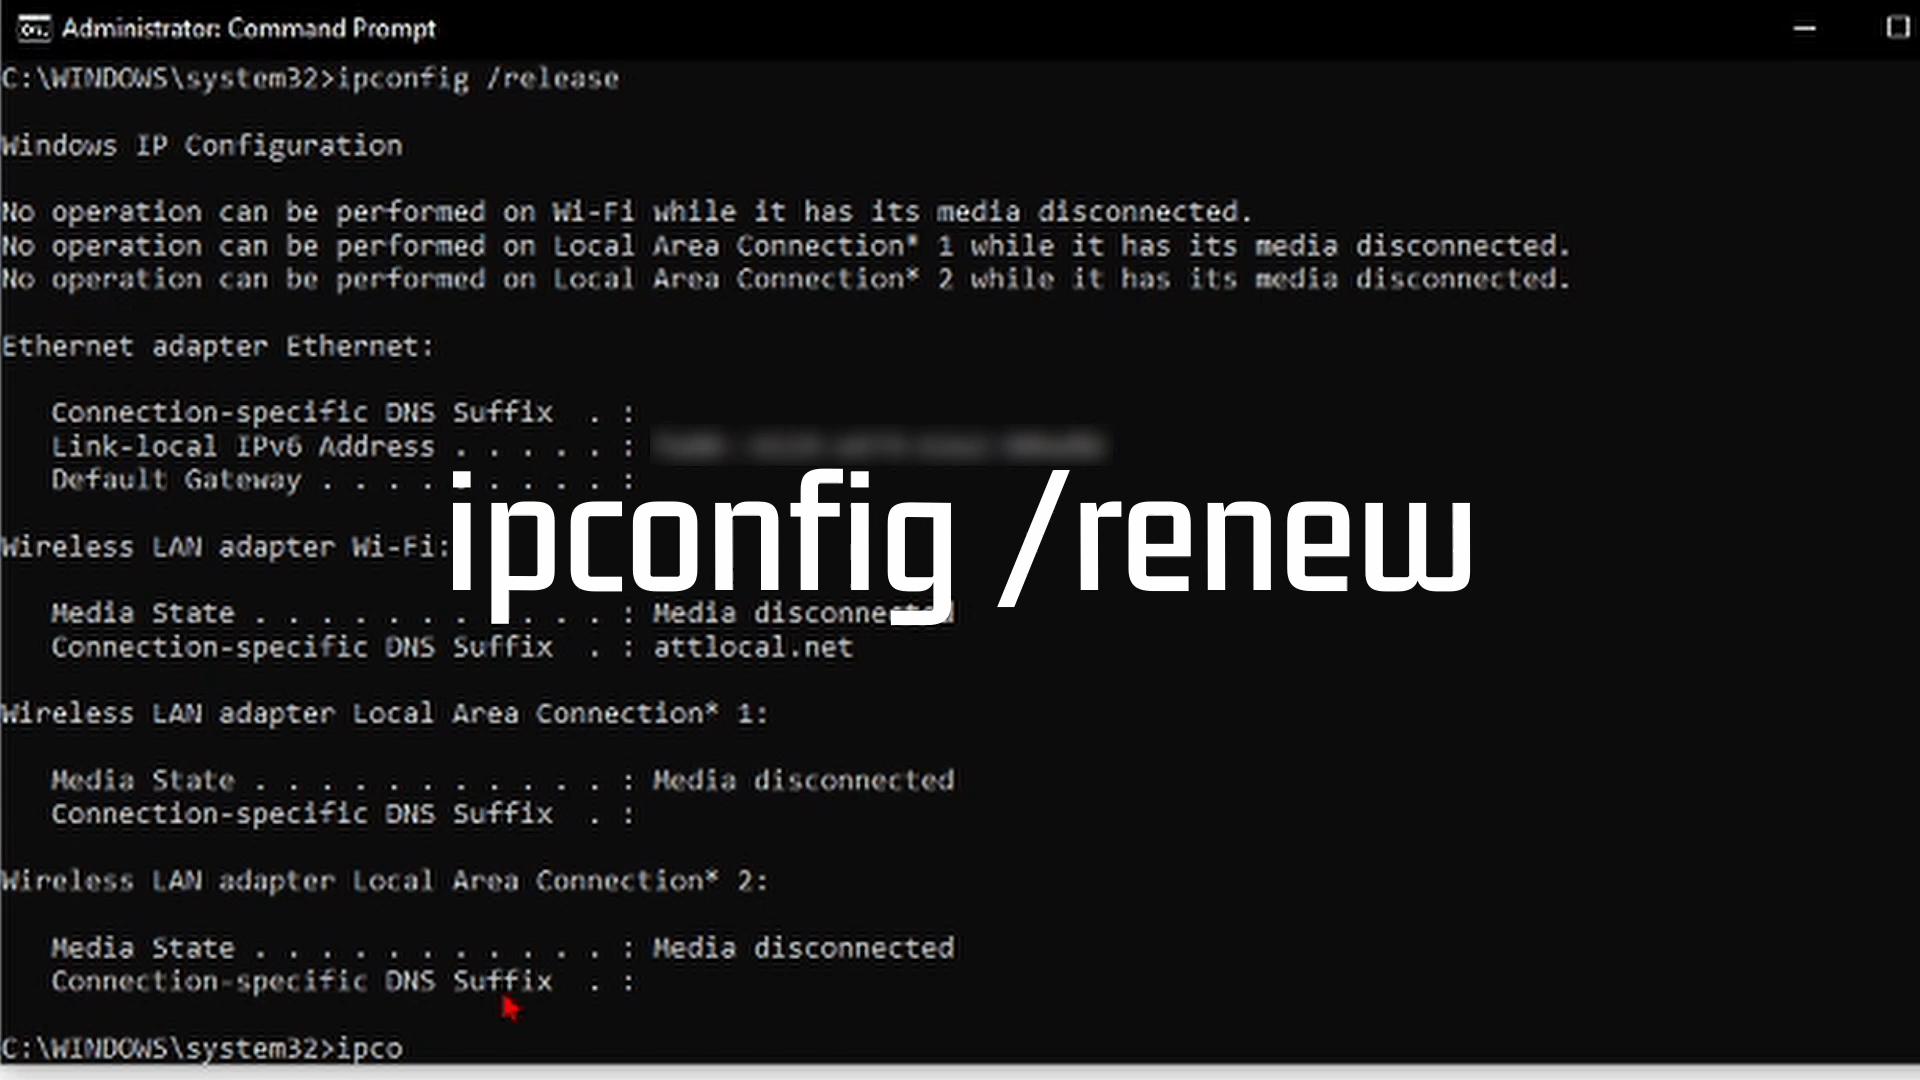 Administrator: Command Prompt
C:\WINDOWS\system32>ipconfig /release
Windows IP Configuration
No operation can be performed on Wi-Fi while it has its media disconnected.
No operation can be performed on Local Area Connection* 1 while it has its media disconnected.
No operation can be performed on Local Area Connection* 2 while it has its media disconnected.
Ethernet adapter Ethernet:
Connection-specific DNS Suffix  . :
Link-local IPv6 Address . . . . . :
Default Gateway . . . . . . . . . :
ipconfig /renew
Wireless LAN adapter Wi-Fi:
Media State . . . . . . . . . . . : Media disconnected
Connection-specific DNS Suffix  . : attlocal.net
Wireless LAN adapter Local Area Connection* 1:
Media State . . . . . . . . . . . : Media disconnected
Connection-specific DNS Suffix  . :
Wireless LAN adapter Local Area Connection* 2:
Media State . . . . . . . . . . . : Media disconnected
Connection-specific DNS Suffix  . :
C:\WINDOWS\system32>ipco